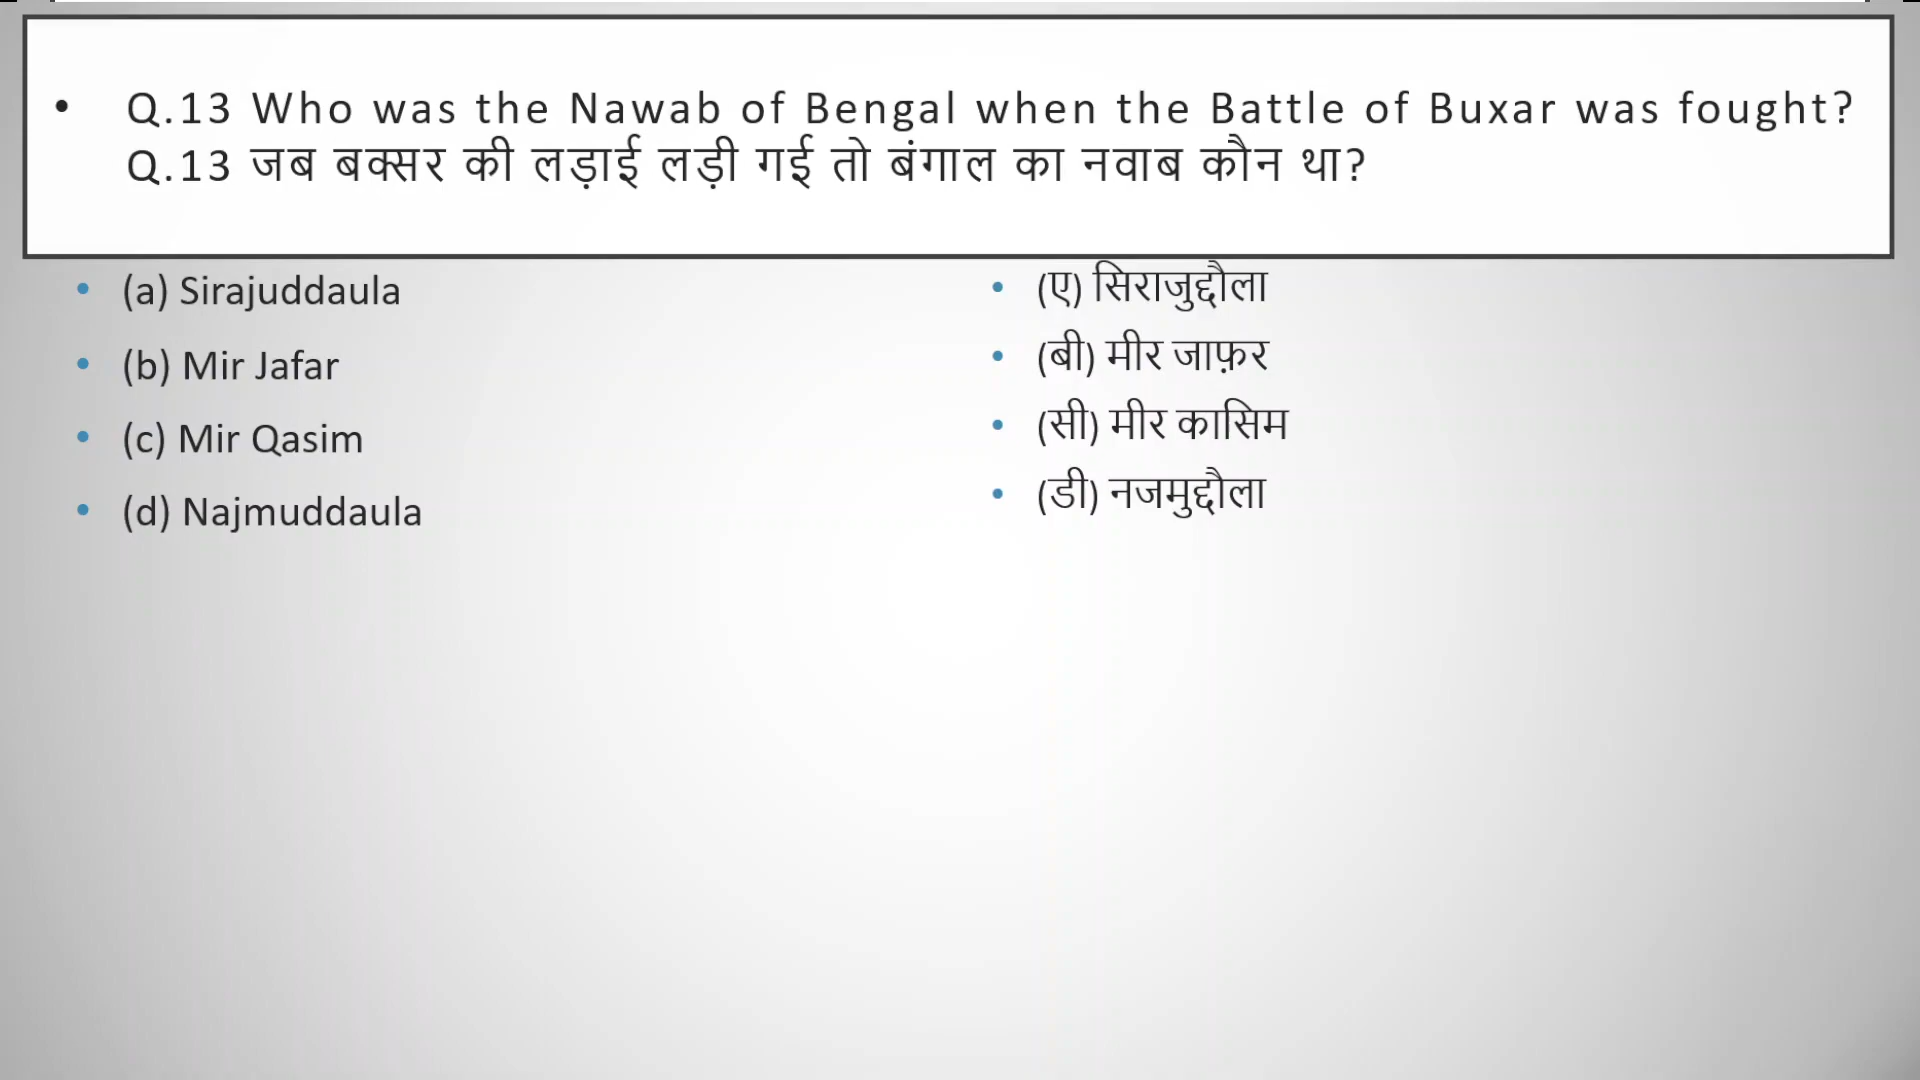 • Q.13 Who was the Nawab of Bengal when the Battle of Buxar was fought?
Q.13 जब बक्सर की लड़ाई लड़ी गई तो बंगाल का नवाब कौन था?
• (a) Sirajuddaula
• (b) Mir Jafar
• (c) Mir Qasim
• (d) Najmuddaula
• (ए) सिराजुद्दौला
• (बी) मीर जाफ़र
• (सी) मीर कासिम
• (डी) नजमुद्दौला